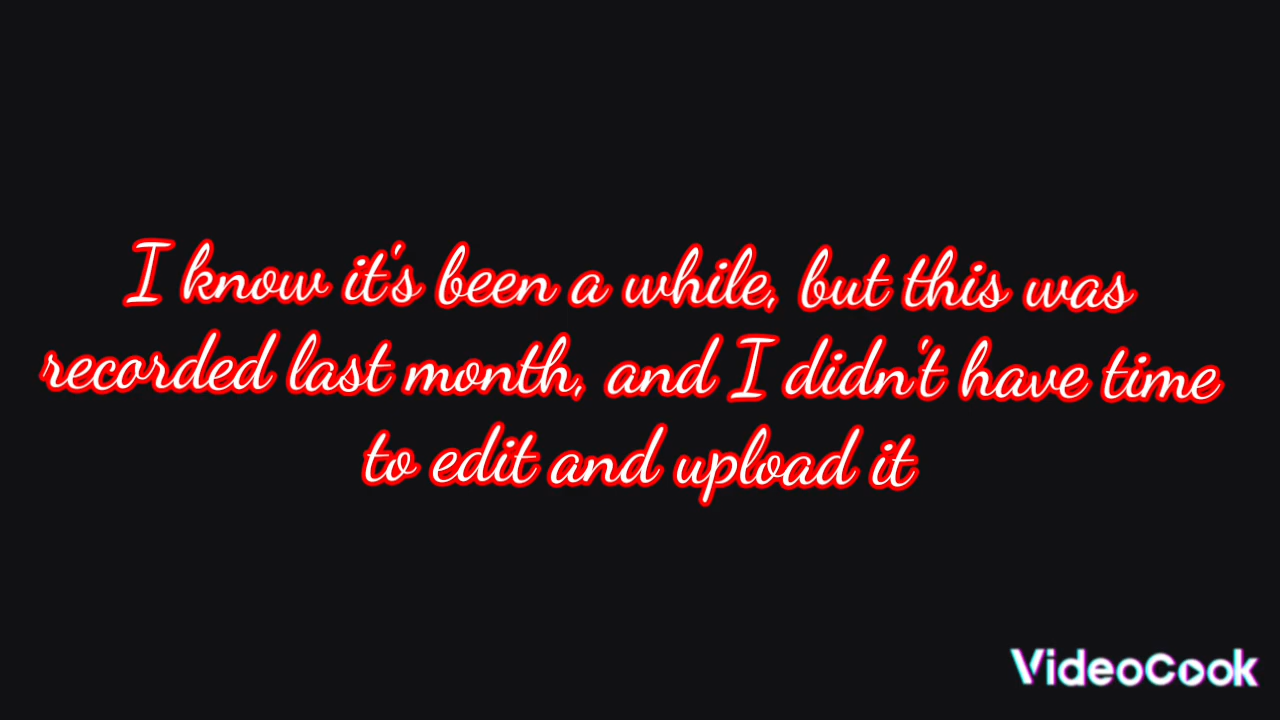 I know it's been a while, but this was
recorded last month, and I didn't have time
to edit and upload it
VideoCook